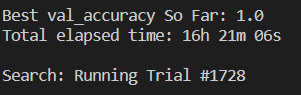 Best val_accuracy So Far: 1.0
Total elapsed time: 16h 21m 06s
Search: Running Trial #1728